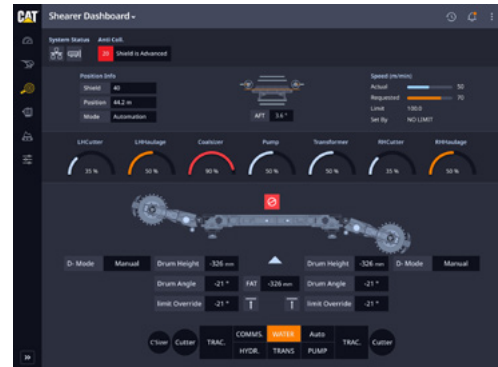 CAT
Shearer Dashboard
System Status
Anti Coll.
20 Shield is Advanced
Position Info
Shield 40
Position 44.2 m
Mode Automation
AFT 3.6 °
Speed (m/min)
Actual 50
Requested 70
Limit 100.0
Set By NO LIMIT
LHCutter LHHaulage Coalsizer Pump Transformer RHCutter RHHaulage
35 % 50 % 90 % 50 % 50 % 35 % 50 %
D- Mode Manual Drum Height -326 mm Drum Height -326 mm D- Mode Manual
Drum Angle -21 ° FAT -326 mm Drum Angle -21 °
limit Override -21 ° limit Override -21 °
C'Sizer Cutter TRAC. COMMS. WATER Auto TRAC. Cutter
HYDR. TRANS PUMP